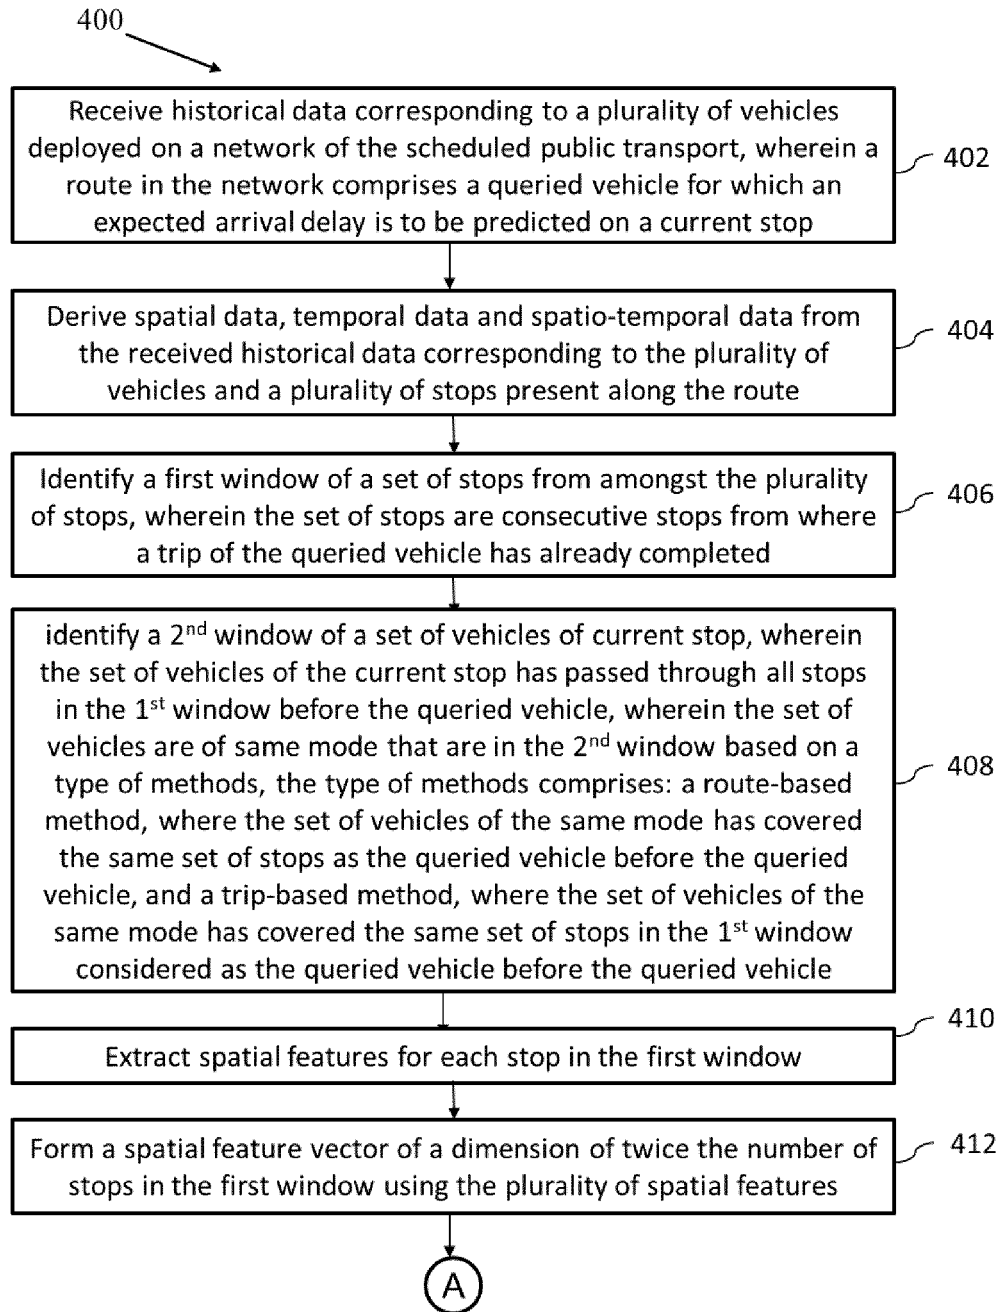 400
Receive historical data corresponding to a plurality of vehicles
deployed on a network of the scheduled public transport, wherein a
route in the network comprises a queried vehicle for which an
expected arrival delay is to be predicted on a current stop
402
Derive spatial data, temporal data and spatio-temporal data from
the received historical data corresponding to the plurality of
vehicles and a plurality of stops present along the route
404
Identify a first window of a set of stops from amongst the plurality
of stops, wherein the set of stops are consecutive stops from where
a trip of the queried vehicle has already completed
406
identify a 2nd window of a set of vehicles of current stop, wherein
the set of vehicles of the current stop has passed through all stops
in the 1st window before the queried vehicle, wherein the set of
vehicles are of same mode that are in the 2nd window based on a
type of methods, the type of methods comprises: a route-based
method, where the set of vehicles of the same mode has covered
the same set of stops as the queried vehicle before the queried
vehicle, and a trip-based method, where the set of vehicles of the
same mode has covered the same set of stops in the 1st window
considered as the queried vehicle before the queried vehicle
408
Extract spatial features for each stop in the first window
410
Form a spatial feature vector of a dimension of twice the number of
stops in the first window using the plurality of spatial features
412
A